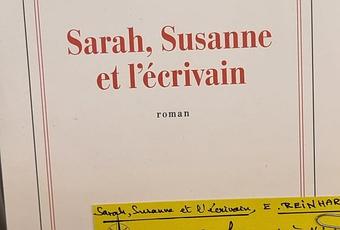 Sarah, Susanne
et l'écrivain
roman
Sarah, Susanne et l'écrivain, E. REINHAR